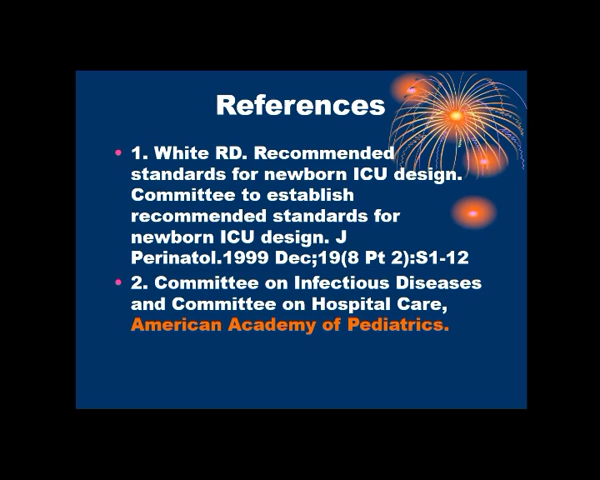 References
• 1. White RD. Recommended
standards for newborn ICU design.
Committee to establish
recommended standards for
newborn ICU design. J
Perinatol.1999 Dec;19(8 Pt 2):S1-12
• 2. Committee on Infectious Diseases
and Committee on Hospital Care,
American Academy of Pediatrics.